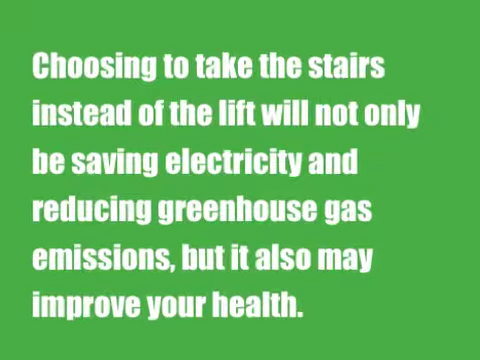 Choosing to take the stairs
instead of the lift will not only
be saving electricity and
reducing greenhouse gas
emissions, but it also may
improve your health.